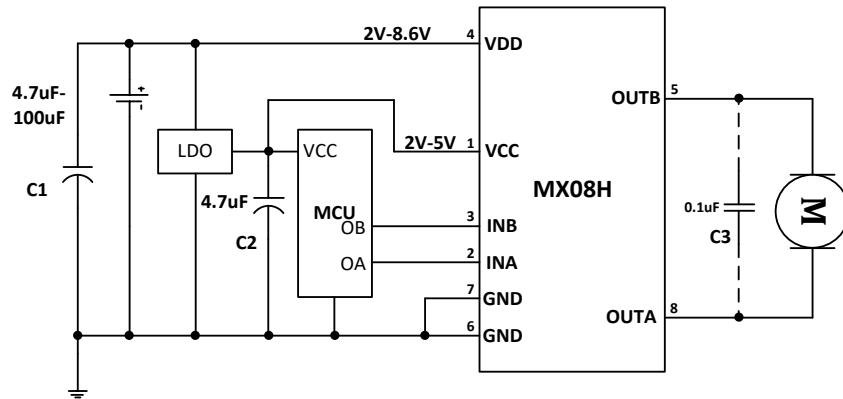 2V-8.6V
4
VDD
4.7uF-
100uF
+
-
5
OUTB
LDO
VCC
2V-5V
1
VCC
MX08H
C1
4.7uF
C2
MCU
OB
3
INB
0.1uF
C3
M
OA
2
INA
7
GND
OUTA
8
6
GND